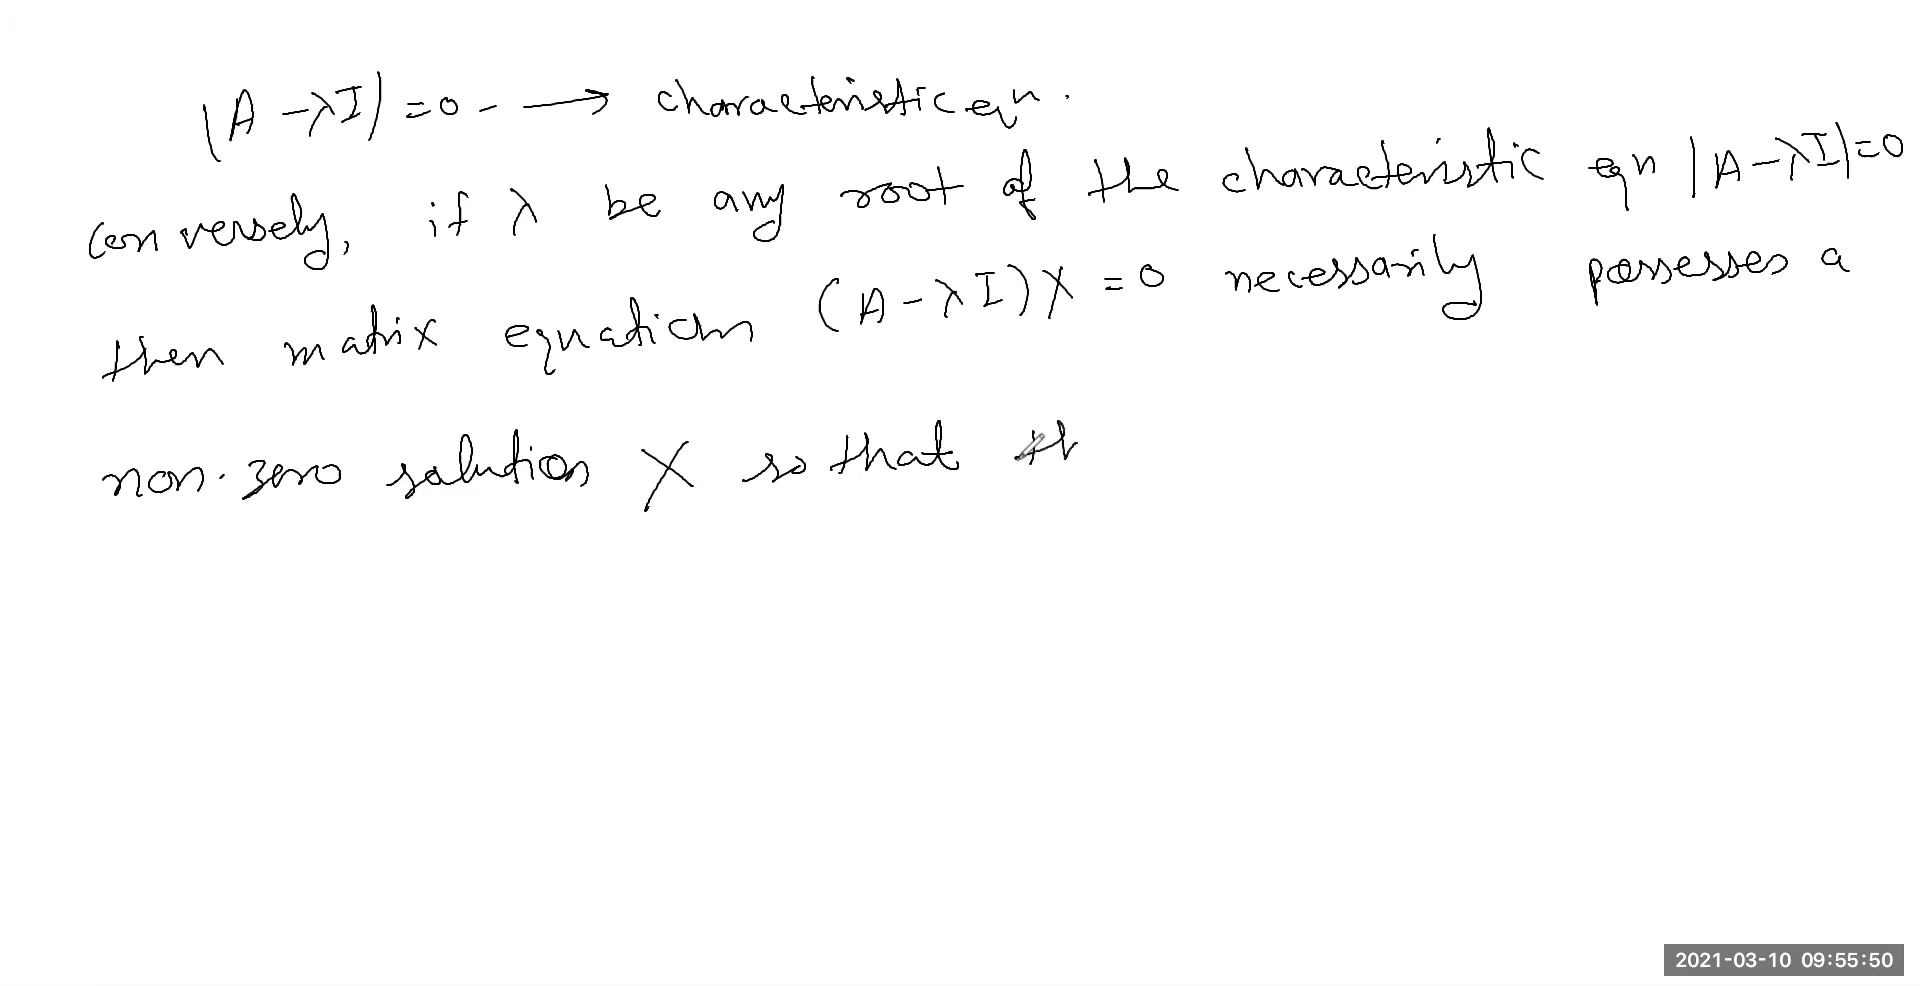 |A - λI| = 0 - → characteristic eqn.
conversely, if λ be any root of the characteristic eqn |A - λI| = 0
then matrix equation (A - λI) X = 0 necessarily possesses a
non-zero solution X so that
2021-03-10 09:55:50